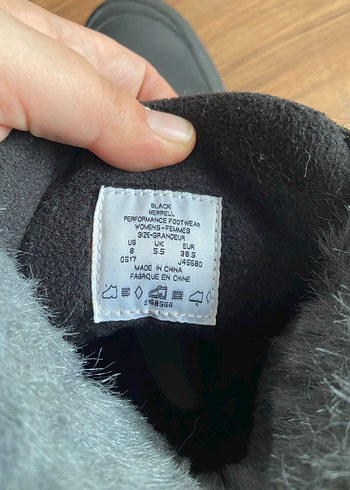 BLACK
MERRELL
PERFORMANCE FOOTWEAR
WOMENS-FEMMES
SIZE-GRANDEUR
US UK EUR
8 5.5 38.5
0517 J45580
MADE IN CHINA
FABRIQUE EN CHINE